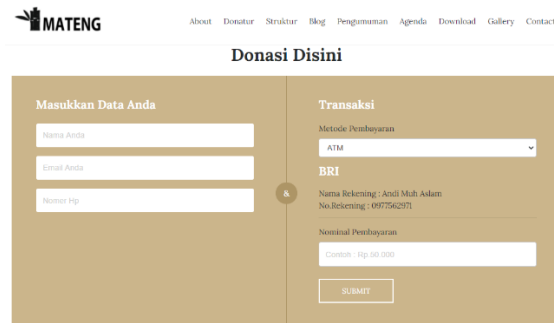 MATENG
About Donatur Struktur Blog Pengumuman Agenda Download Gallery Contact
Donasi Disini
Masukkan Data Anda
Nama Anda
Email Anda
Nomor Hp
&
Transaksi
Metode Pembayaran
ATM
BRI
Nama Rekening : Andi Muh Aslam
No.Rekening : 0977562971
Nominal Pembayaran
Contoh : Rp.50.000
SUBMIT